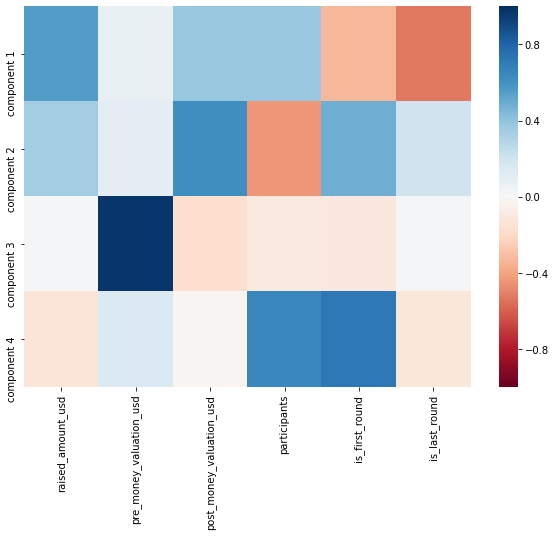 component 1
component 2
component 3
component 4
raised_amount_usd
pre_money_valuation_usd
post_money_valuation_usd
participants
is_first_round
is_last_round
0.8
0.4
0.0
−0.4
−0.8